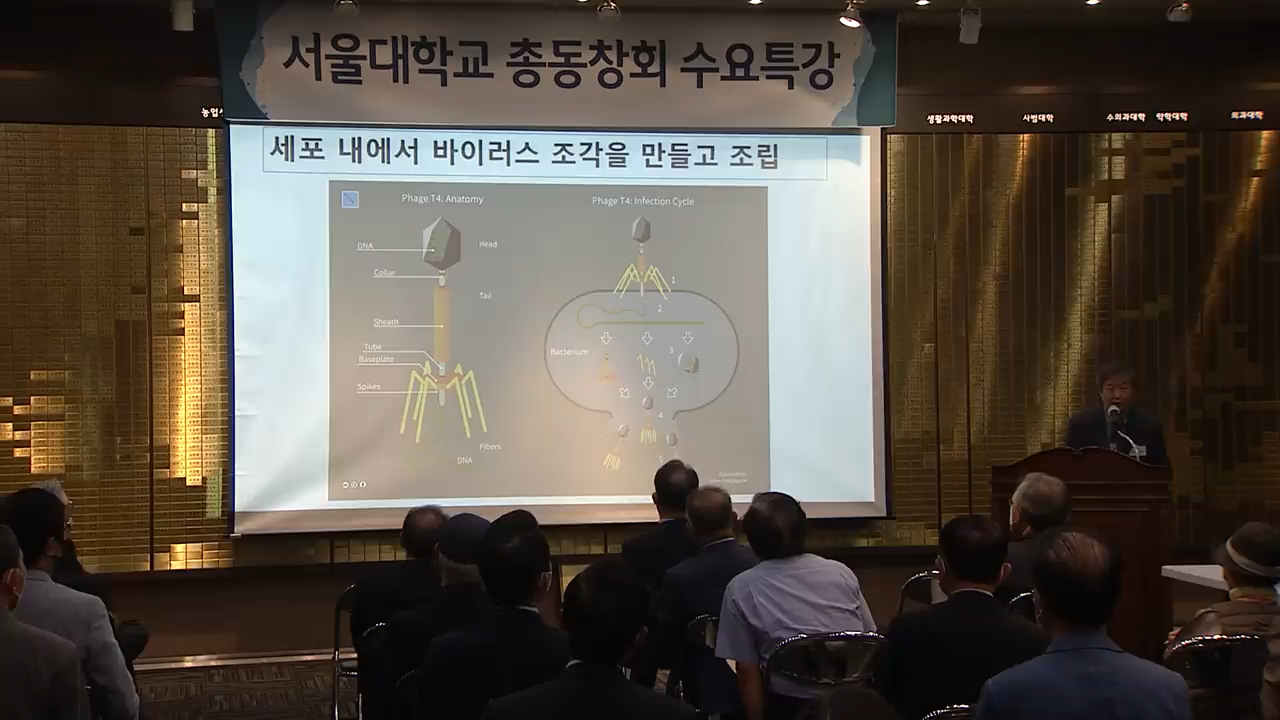 서울대학교 총동창회 수요특강
농업
생활과학대학 사범대학 수의과대학 약학대학 의과대학
세포 내에서 바이러스 조각을 만들고 조립
Phage T4: Anatomy
DNA
Head
Collar
Tail
Sheath
Tube
Baseplate
Spikes
Fibers
DNA
Phage T4: Infection Cycle
1
2
Bacterium
3
4
5